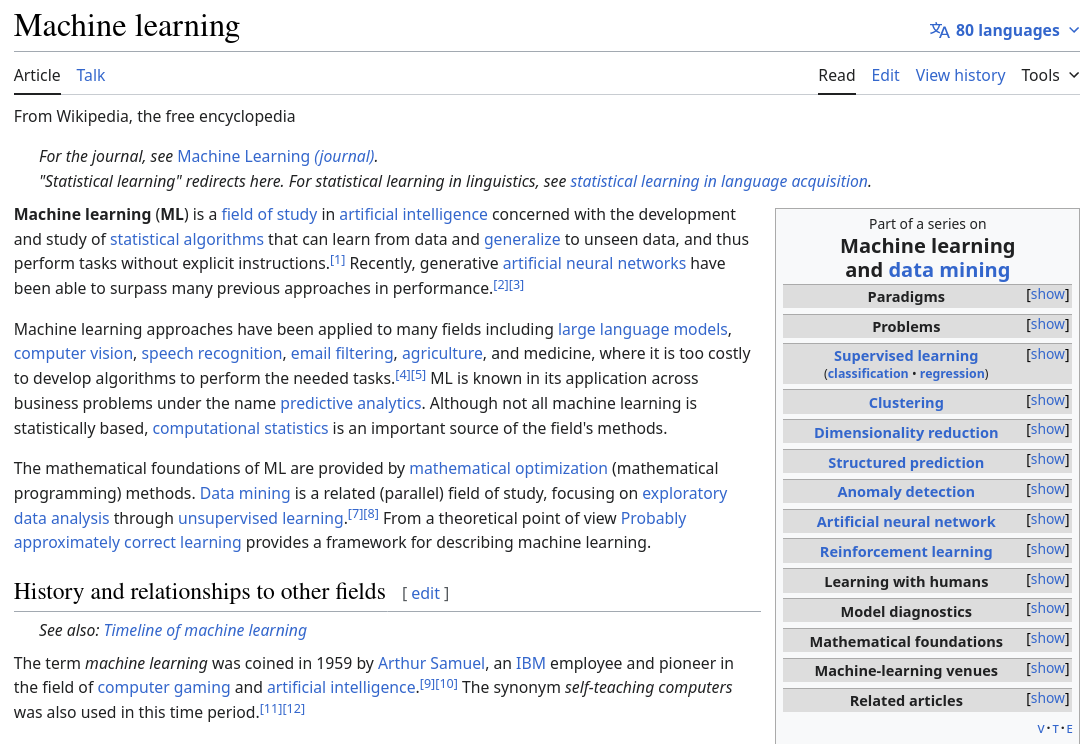 Machine learning
80 languages
Article Talk
Read Edit View history Tools
From Wikipedia, the free encyclopedia
For the journal, see Machine Learning (journal).
"Statistical learning" redirects here. For statistical learning in linguistics, see statistical learning in language acquisition.
Machine learning (ML) is a field of study in artificial intelligence concerned with the development
and study of statistical algorithms that can learn from data and generalize to unseen data, and thus
perform tasks without explicit instructions.[1] Recently, generative artificial neural networks have
been able to surpass many previous approaches in performance.[2][3]
Machine learning approaches have been applied to many fields including large language models,
computer vision, speech recognition, email filtering, agriculture, and medicine, where it is too costly
to develop algorithms to perform the needed tasks.[4][5] ML is known in its application across
business problems under the name predictive analytics. Although not all machine learning is
statistically based, computational statistics is an important source of the field's methods.
The mathematical foundations of ML are provided by mathematical optimization (mathematical
programming) methods. Data mining is a related (parallel) field of study, focusing on exploratory
data analysis through unsupervised learning.[7][8] From a theoretical point of view Probably
approximately correct learning provides a framework for describing machine learning.
History and relationships to other fields [ edit ]
See also: Timeline of machine learning
The term machine learning was coined in 1959 by Arthur Samuel, an IBM employee and pioneer in
the field of computer gaming and artificial intelligence.[9][10] The synonym self-teaching computers
was also used in this time period.[11][12]
Part of a series on
Machine learning
and data mining
Paradigms [show]
Problems [show]
Supervised learning [show]
(classification • regression)
Clustering [show]
Dimensionality reduction [show]
Structured prediction [show]
Anomaly detection [show]
Artificial neural network [show]
Reinforcement learning [show]
Learning with humans [show]
Model diagnostics [show]
Mathematical foundations [show]
Machine-learning venues [show]
Related articles [show]
V • T • E